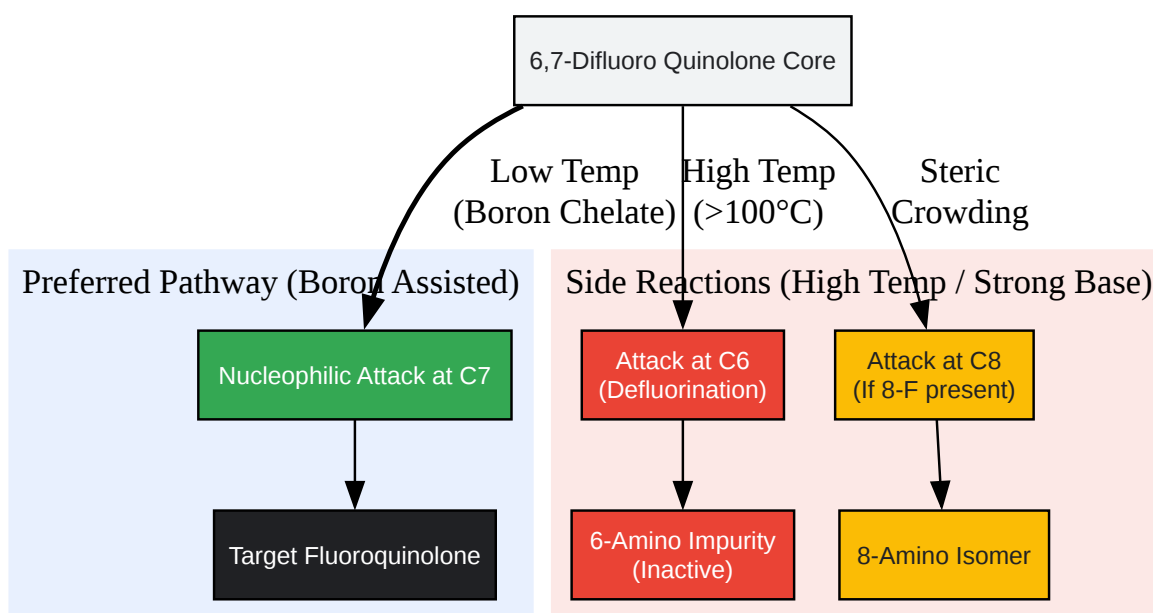 6,7-Difluoro Quinolone Core
Low Temp
(Boron Chelate)
High Temp
(>100°C)
Steric
Crowding
Preferred Pathway (Boron Assisted)
Side Reactions (High Temp / Strong Base)
Nucleophilic Attack at C7
Attack at C6
(Defluorination)
Attack at C8
(If 8-F present)
Target Fluoroquinolone
6-Amino Impurity
(Inactive)
8-Amino Isomer